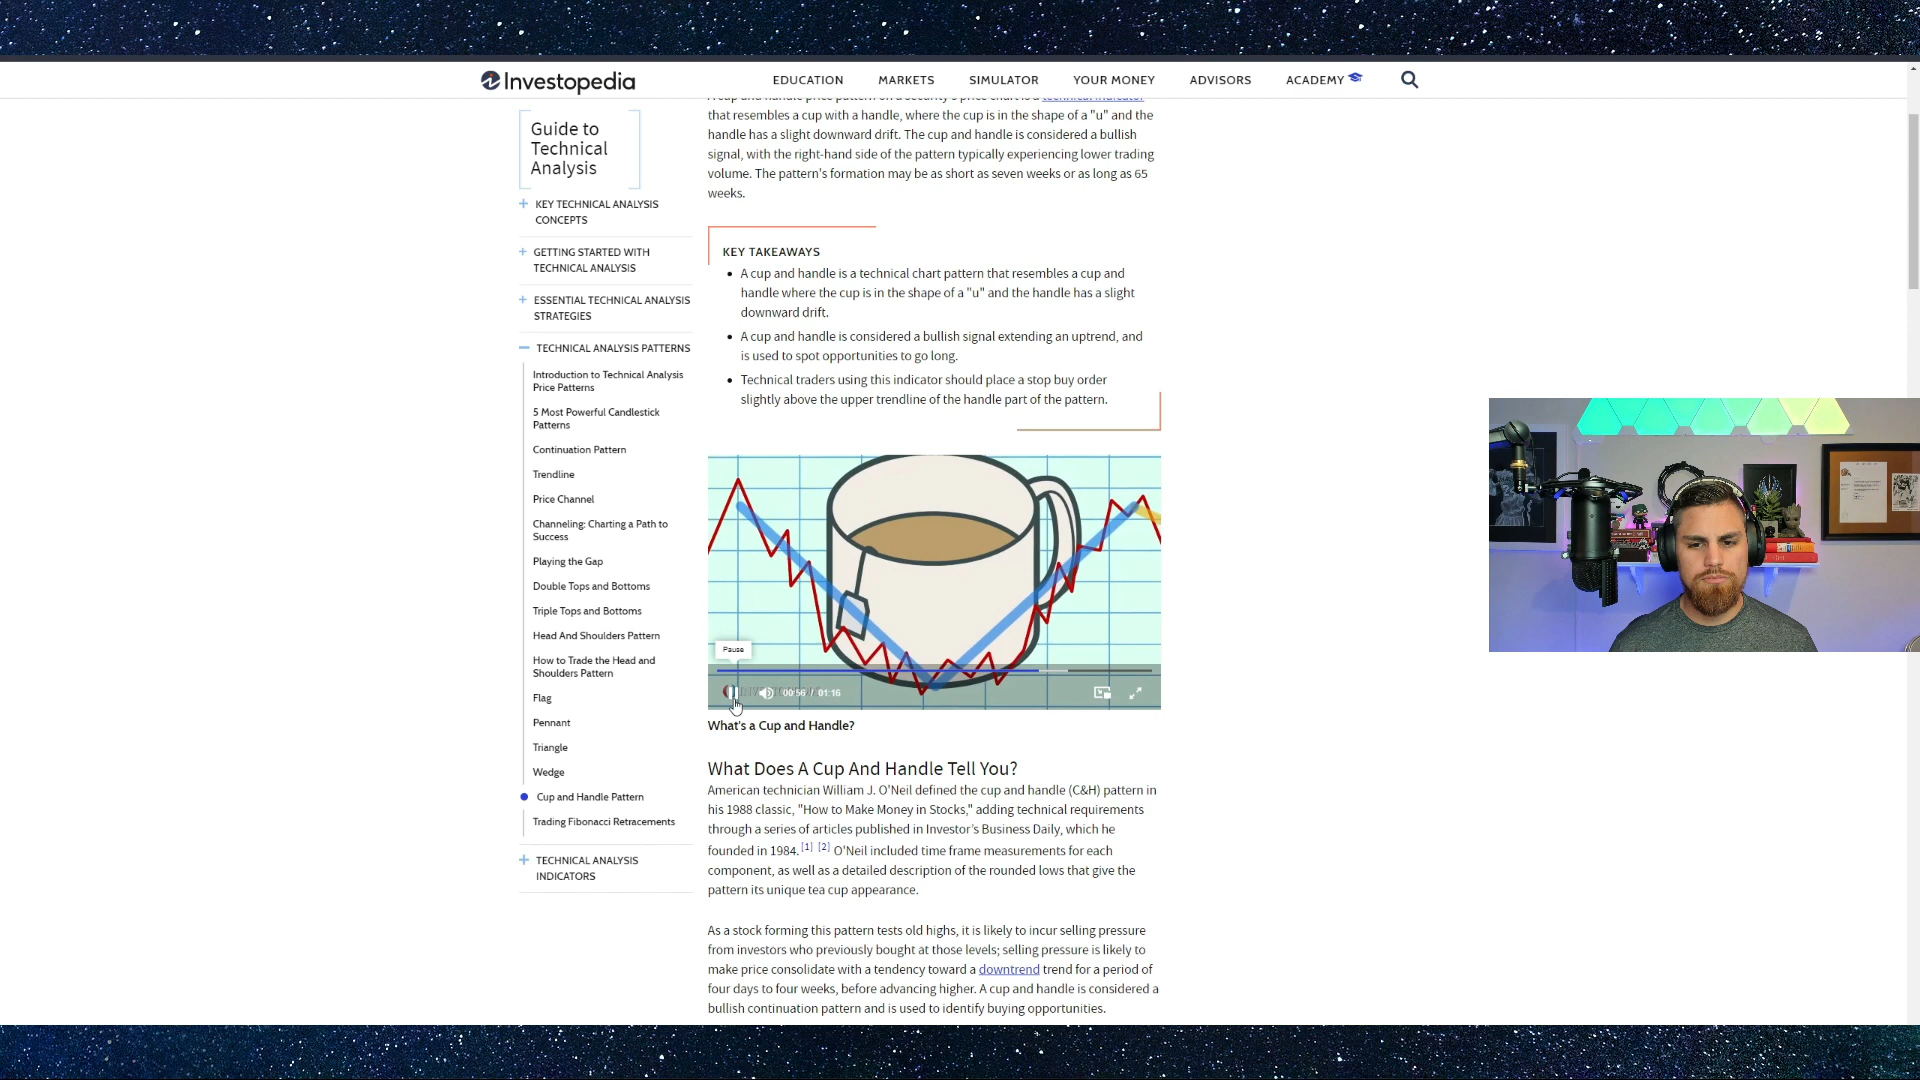 Investopedia
EDUCATION
MARKETS
SIMULATOR
YOUR MONEY
ADVISORS
ACADEMY
Guide to
Technical
Analysis
+ KEY TECHNICAL ANALYSIS
CONCEPTS
+ GETTING STARTED WITH
TECHNICAL ANALYSIS
+ ESSENTIAL TECHNICAL ANALYSIS
STRATEGIES
— TECHNICAL ANALYSIS PATTERNS
Introduction to Technical Analysis
Price Patterns
5 Most Powerful Candlestick
Patterns
Continuation Pattern
Trendline
Price Channel
Channeling: Charting a Path to
Success
Playing the Gap
Double Tops and Bottoms
Triple Tops and Bottoms
Head And Shoulders Pattern
How to Trade the Head and
Shoulders Pattern
Flag
Pennant
Triangle
Wedge
Cup and Handle Pattern
Trading Fibonacci Retracements
+ TECHNICAL ANALYSIS
INDICATORS
A cup and handle price pattern on a security's price chart is a technical indicator
that resembles a cup with a handle, where the cup is in the shape of a "u" and the
handle has a slight downward drift. The cup and handle is considered a bullish
signal, with the right-hand side of the pattern typically experiencing lower trading
volume. The pattern's formation may be as short as seven weeks or as long as 65
weeks.
KEY TAKEAWAYS
• A cup and handle is a technical chart pattern that resembles a cup and
handle where the cup is in the shape of a "u" and the handle has a slight
downward drift.
• A cup and handle is considered a bullish signal extending an uptrend, and
is used to spot opportunities to go long.
• Technical traders using this indicator should place a stop buy order
slightly above the upper trendline of the handle part of the pattern.
Pause
00:56 / 01:16
What's a Cup and Handle?
What Does A Cup And Handle Tell You?
American technician William J. O'Neil defined the cup and handle (C&H) pattern in
his 1988 classic, "How to Make Money in Stocks," adding technical requirements
through a series of articles published in Investor's Business Daily, which he
founded in 1984. [1] [2] O'Neil included time frame measurements for each
component, as well as a detailed description of the rounded lows that give the
pattern its unique tea cup appearance.
As a stock forming this pattern tests old highs, it is likely to incur selling pressure
from investors who previously bought at those levels; selling pressure is likely to
make price consolidate with a tendency toward a downtrend trend for a period of
four days to four weeks, before advancing higher. A cup and handle is considered a
bullish continuation pattern and is used to identify buying opportunities.